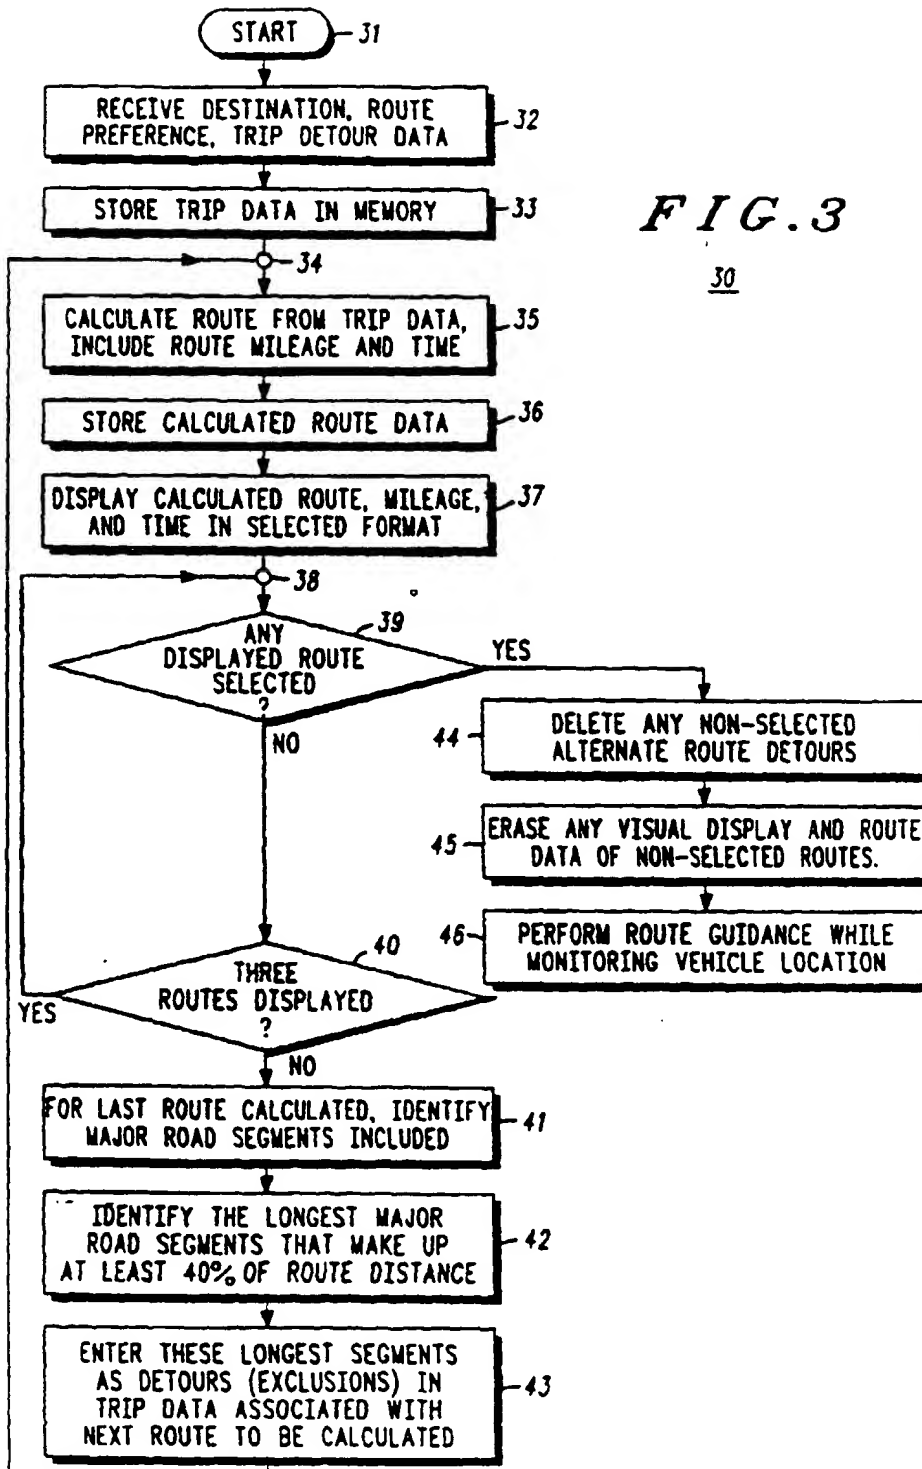 START
31
RECEIVE DESTINATION, ROUTE
PREFERENCE, TRIP DETOUR DATA
32
STORE TRIP DATA IN MEMORY
33
FIG.3
30
34
CALCULATE ROUTE FROM TRIP DATA,
INCLUDE ROUTE MILEAGE AND TIME
35
STORE CALCULATED ROUTE DATA
36
DISPLAY CALCULATED ROUTE, MILEAGE,
AND TIME IN SELECTED FORMAT
37
38
39
ANY
DISPLAYED ROUTE
SELECTED
?
YES
NO
44
DELETE ANY NON-SELECTED
ALTERNATE ROUTE DETOURS
45
ERASE ANY VISUAL DISPLAY AND ROUTE
DATA OF NON-SELECTED ROUTES.
46
PERFORM ROUTE GUIDANCE WHILE
MONITORING VEHICLE LOCATION
40
THREE
ROUTES DISPLAYED
?
YES
NO
FOR LAST ROUTE CALCULATED, IDENTIFY
MAJOR ROAD SEGMENTS INCLUDED
41
IDENTIFY THE LONGEST MAJOR
ROAD SEGMENTS THAT MAKE UP
AT LEAST 40% OF ROUTE DISTANCE
42
ENTER THESE LONGEST SEGMENTS
AS DETOURS (EXCLUSIONS) IN
TRIP DATA ASSOCIATED WITH
NEXT ROUTE TO BE CALCULATED
43